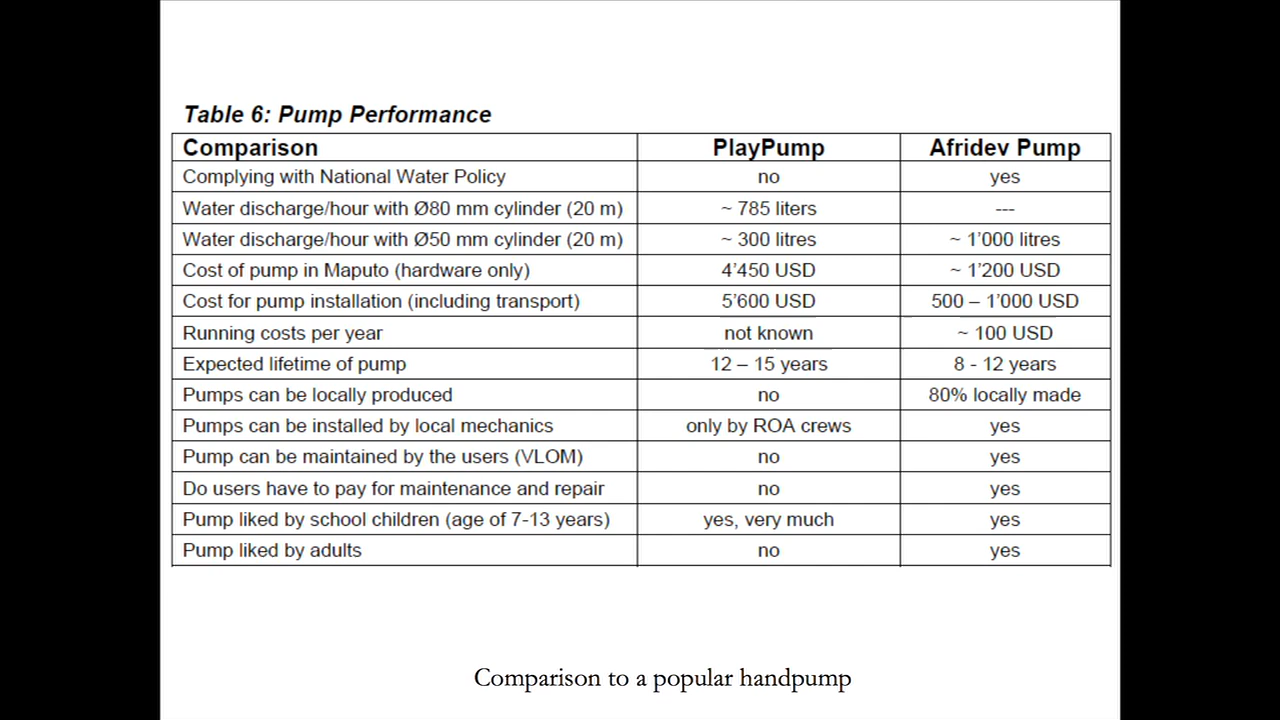 Table 6: Pump Performance
Comparison PlayPump Afridev Pump
Complying with National Water Policy no yes
Water discharge/hour with Ø80 mm cylinder (20 m) ~ 785 liters ---
Water discharge/hour with Ø50 mm cylinder (20 m) ~ 300 litres ~ 1’000 litres
Cost of pump in Maputo (hardware only) 4’450 USD ~ 1’200 USD
Cost for pump installation (including transport) 5’600 USD 500 – 1’000 USD
Running costs per year not known ~ 100 USD
Expected lifetime of pump 12 – 15 years 8 - 12 years
Pumps can be locally produced no 80% locally made
Pumps can be installed by local mechanics only by ROA crews yes
Pump can be maintained by the users (VLOM) no yes
Do users have to pay for maintenance and repair no yes
Pump liked by school children (age of 7-13 years) yes, very much yes
Pump liked by adults no yes
Comparison to a popular handpump